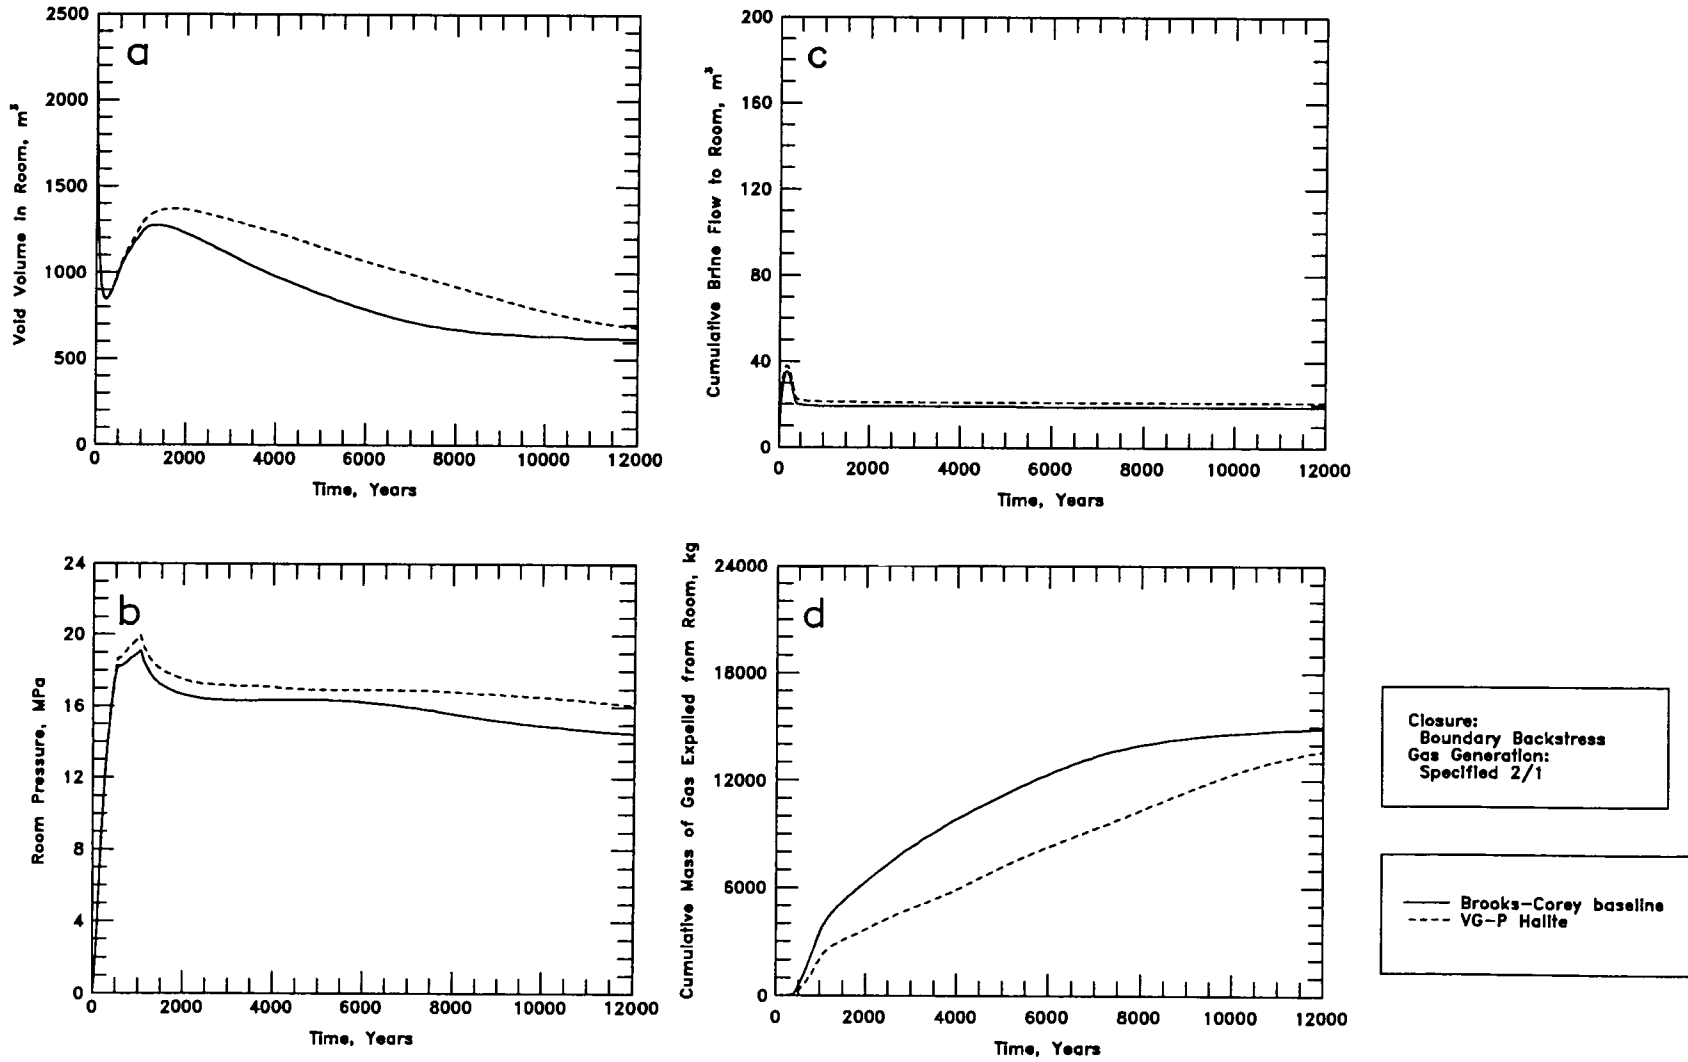 a
Void Volume in Room, m³
2500
2000
1500
1000
500
0
0 2000 4000 6000 8000 10000 12000
Time, Years
c
Cumulative Brine Flow to Room, m³
200
160
120
80
40
0
0 2000 4000 6000 8000 10000 12000
Time, Years
b
Room Pressure, MPa
24
20
16
12
8
4
0
0 2000 4000 6000 8000 10000 12000
Time, Years
d
Cumulative Mass of Gas Expelled from Room, kg
24000
18000
12000
6000
0
0 2000 4000 6000 8000 10000 12000
Time, Years
Closure:
Boundary Backstress
Gas Generation:
Specified 2/1
Brooks-Corey baseline
VG-P Halite